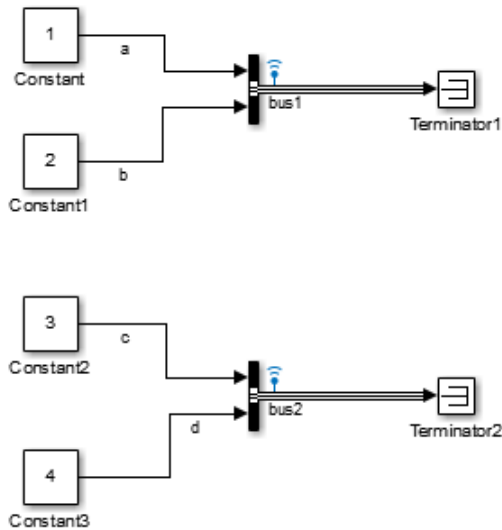 1
a
Constant
bus1
Terminator1
2
b
Constant1
3
c
Constant2
bus2
Terminator2
d
4
Constant3